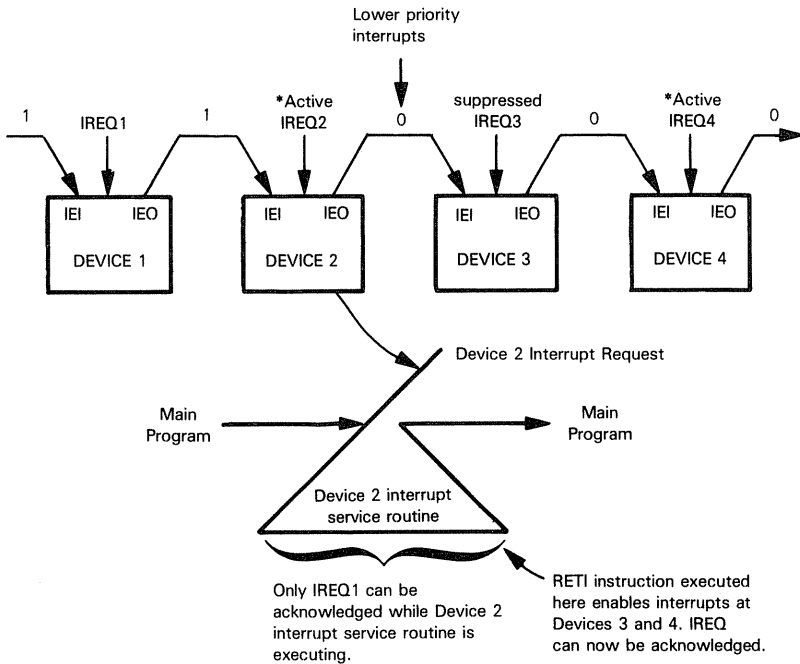 Lower priority
interrupts
1
IREQ1
1
*Active
IREQ2
0
suppressed
IREQ3
0
*Active
IREQ4
0
IEI IEO
DEVICE 1
IEI IEO
DEVICE 2
IEI IEO
DEVICE 3
IEI IEO
DEVICE 4
Device 2 Interrupt Request
Main
Program
Main
Program
Device 2 interrupt
service routine
Only IREQ1 can be
acknowledged while Device 2
interrupt service routine is
executing.
RETI instruction executed
here enables interrupts at
Devices 3 and 4. IREQ
can now be acknowledged.